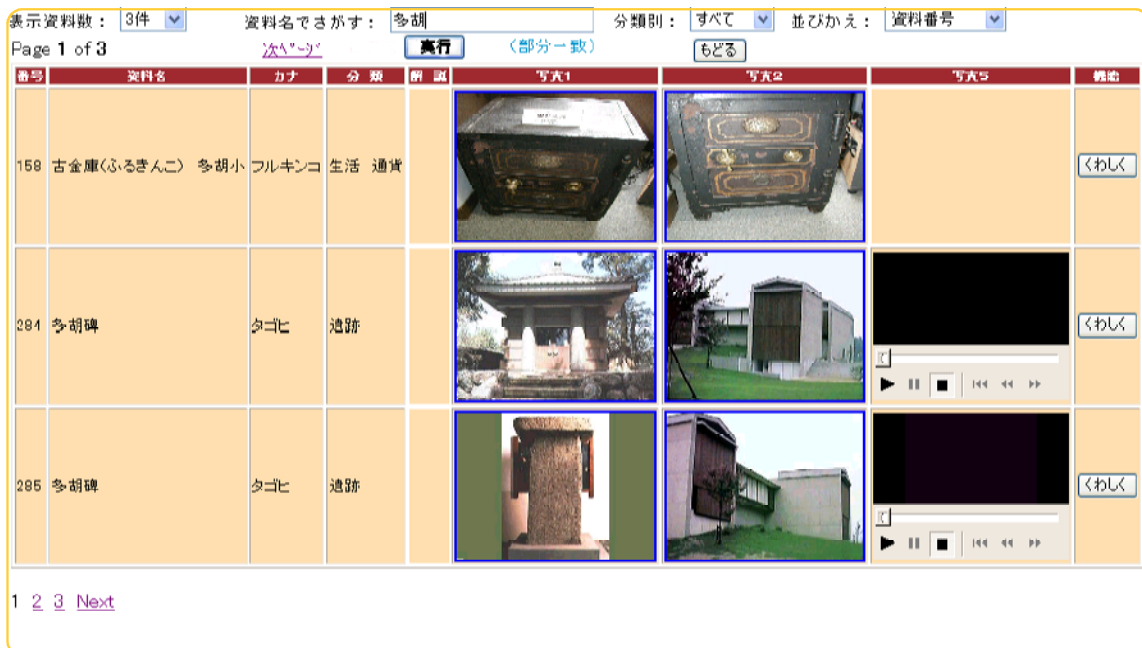 表示資料数： 3件 資料名でさがす： 多胡 分類別： すべて 並びかえ： 資料番号
Page 1 of 3 次ページ 実行 （部分一致） もどる
番号 資料名 カナ 分 類 解 説 写真1 写真2 写真5 機能
158 古金庫(ふるきんこ) 多胡小 フルキンコ 生活 通貨 くわしく
284 多胡碑 タゴヒ 遺跡 くわしく
285 多胡碑 タゴヒ 遺跡 くわしく
1 2 3 Next